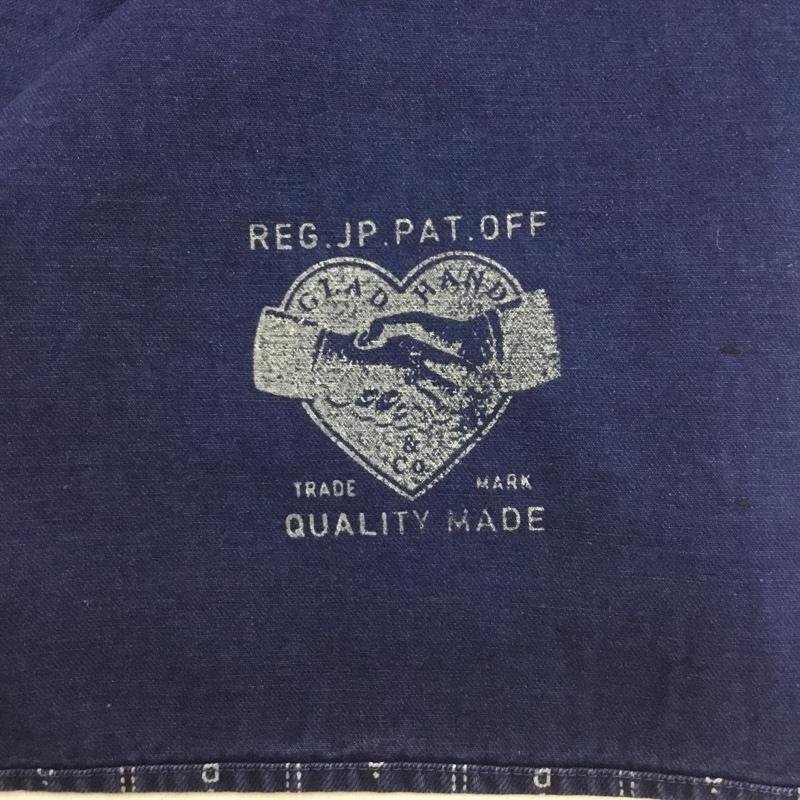 REG.JP.PAT.OFF
GLAD HAND
&
Co.
TRADE MARK
QUALITY MADE